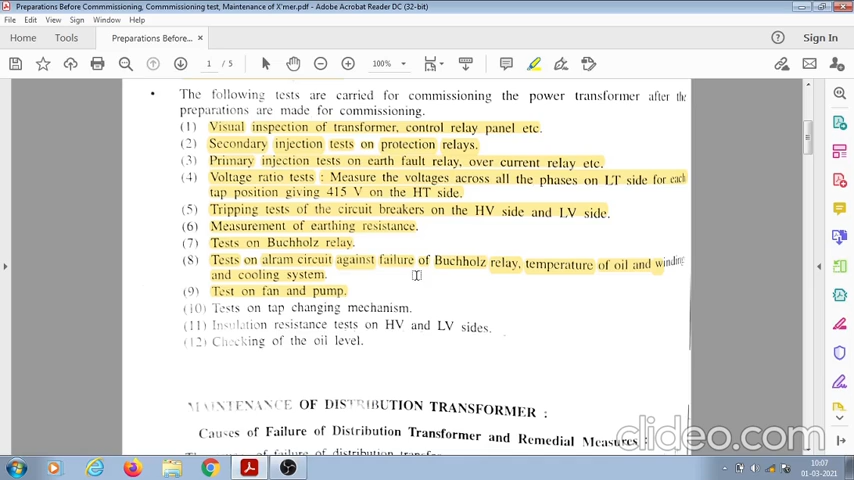 Preparations Before Commmissioning, Commmissioning test, Maintenance of X'mer.pdf - Adobe Acrobat Reader DC (32-bit)
File Edit View Sign Window Help
Home Tools Preparations Before... × Sign In
1 / 5 100%
• The following tests are carried for commissioning the power transformer after the
preparations are made for commissioning.
(1) Visual inspection of transformer, control relay panel etc.
(2) Secondary injection tests on protection relays.
(3) Primary injection tests on earth fault relay, over current relay etc.
(4) Voltage ratio tests : Measure the voltages across all the phases on LT side for each
tap position giving 415 V on the HT side.
(5) Tripping tests of the circuit breakers on the HV side and LV side.
(6) Measurement of earthing resistance.
(7) Tests on Buchholz relay.
(8) Tests on alram circuit against failure of Buchholz relay, temperature of oil and winding
and cooling system.
(9) Test on fan and pump.
(10) Tests on tap changing mechanism.
(11) Insulation resistance tests on HV and LV sides.
(12) Checking of the oil level.
MAINTENANCE OF DISTRIBUTION TRANSFORMER :
Causes of Failure of Distribution Transformer and Remedial Measures :
clideo.com
10:07
01-03-2021